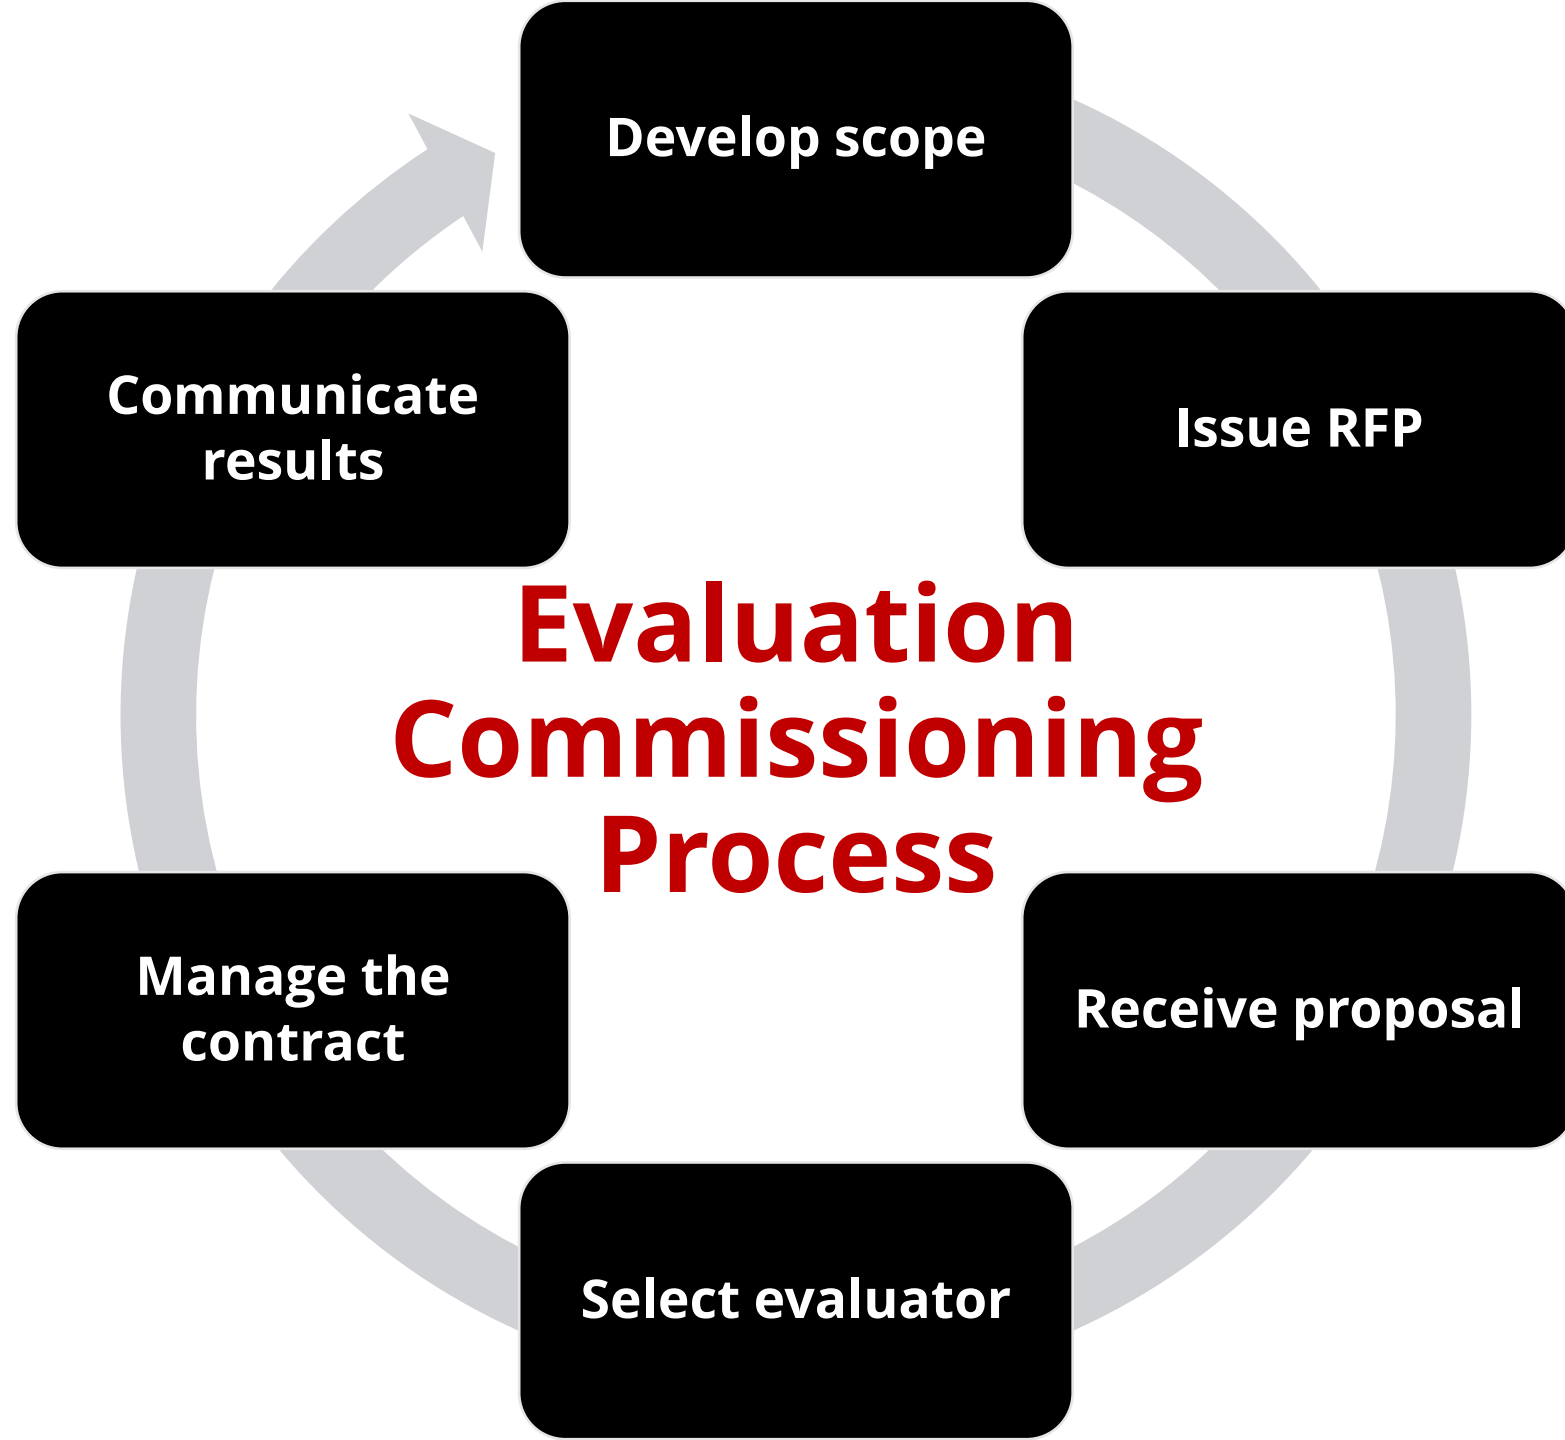 Develop scope
Issue RFP
Receive proposal
Select evaluator
Manage the
contract
Communicate
results
Evaluation
Commissioning
Process